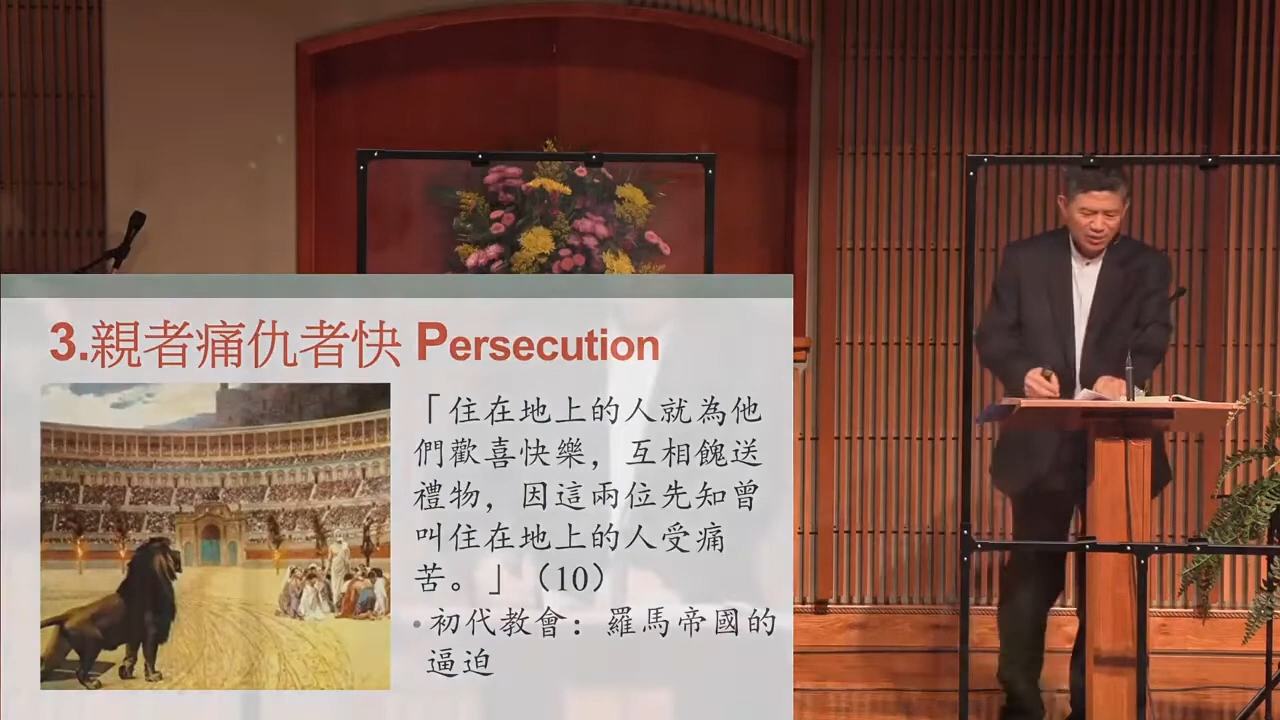 3.親者痛仇者快 Persecution
「住在地上的人就為他
們歡喜快樂，互相餽送
禮物，因這兩位先知曾
叫住在地上的人受痛
苦。」（10）
•初代教會：羅馬帝國的
逼迫